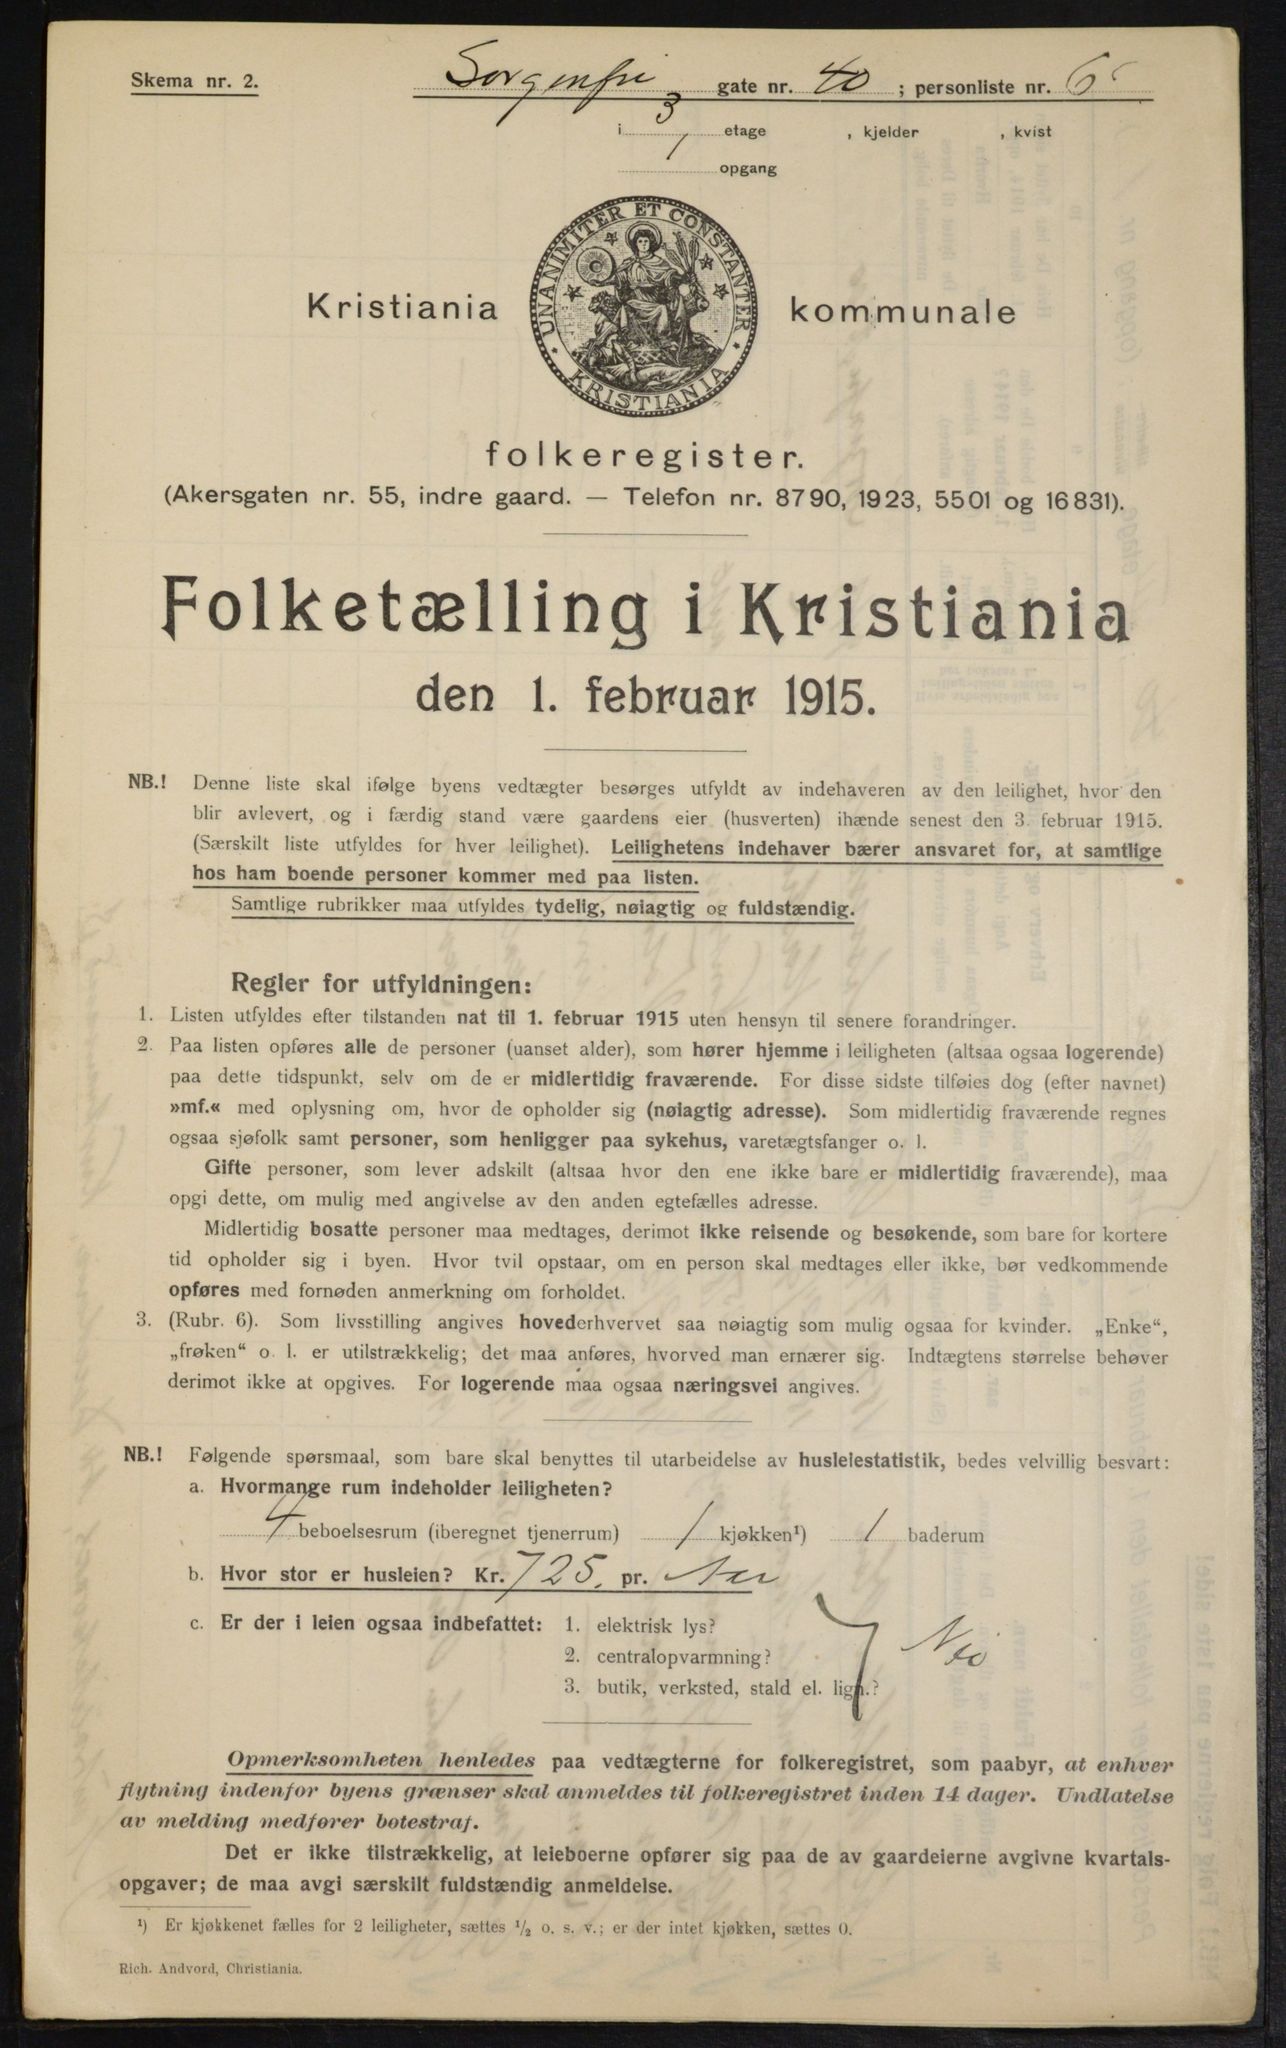 Skema nr. 2.
Sorgenfri gate nr. 40 ; personliste nr. 6
i 3 etage , kjelder , kvist
1 opgang
UNANIMITER ET CONSTANTER
KRISTIANIA
Kristiania kommunale
folkeregister.
(Akersgaten nr. 55, indre gaard. — Telefon nr. 8790, 1923, 5501 og 16831).
Folketælling i Kristiania
den 1. februar 1915.
NB.! Denne liste skal ifølge byens vedtægter besørges utfyldt av indehaveren av den leilighet, hvor den
blir avlevert, og i færdig stand være gaardens eier (husverten) ihænde senest den 3. februar 1915.
(Særskilt liste utfyldes for hver leilighet). Leilighetens indehaver bærer ansvaret for, at samtlige
hos ham boende personer kommer med paa listen.
Samtlige rubrikker maa utfyldes tydelig, nøiagtig og fuldstændig.
Regler for utfyldningen:
1. Listen utfyldes efter tilstanden nat til 1. februar 1915 uten hensyn til senere forandringer.
2. Paa listen opføres alle de personer (uanset alder), som hører hjemme i leiligheten (altsaa ogsaa logerende)
paa dette tidspunkt, selv om de er midlertidig fraværende. For disse sidste tilføies dog (efter navnet)
»mf.« med oplysning om, hvor de opholder sig (nøiagtig adresse). Som midlertidig fraværende regnes
ogsaa sjøfolk samt personer, som henligger paa sykehus, varetægtsfanger o. l.
Gifte personer, som lever adskilt (altsaa hvor den ene ikke bare er midlertidig fraværende), maa
opgi dette, om mulig med angivelse av den anden egtefælles adresse.
Midlertidig bosatte personer maa medtages, derimot ikke reisende og besøkende, som bare for kortere
tid opholder sig i byen. Hvor tvil opstaar, om en person skal medtages eller ikke, bør vedkommende
opføres med fornøden anmerkning om forholdet.
3. (Rubr. 6). Som livsstilling angives hovederhvervet saa nøiagtig som mulig ogsaa for kvinder. „Enke“,
„frøken“ o. l. er utilstrækkelig; det maa anføres, hvorved man ernærer sig. Indtægtens størrelse behøver
derimot ikke at opgives. For logerende maa ogsaa næringsvei angives.
NB.! Følgende spørsmaal, som bare skal benyttes til utarbeidelse av husleiestatistik, bedes velvillig besvart:
a. Hvormange rum indeholder leiligheten?
4 beboelsesrum (iberegnet tjenerrum) 1 kjøkken¹) 1 baderum
b. Hvor stor er husleien? Kr. 725, pr. Aar
c. Er der i leien ogsaa indbefattet: 1. elektrisk lys?
2. centralopvarmning? Nei
3. butik, verksted, stald el. lign.?
Opmerksomheten henledes paa vedtægterne for folkeregistret, som paabyr, at enhver
flytning indenfor byens grænser skal anmeldes til folkeregistret inden 14 dager. Undlatelse
av melding medfører botestraf.
Det er ikke tilstrækkelig, at leieboerne opfører sig paa de av gaardeierne avgivne kvartals-
opgaver; de maa avgi særskilt fuldstændig anmeldelse.
¹) Er kjøkkenet fælles for 2 leiligheter, sættes ½ o. s. v.; er der intet kjøkken, sættes 0.
Rich. Andvord, Christiania.